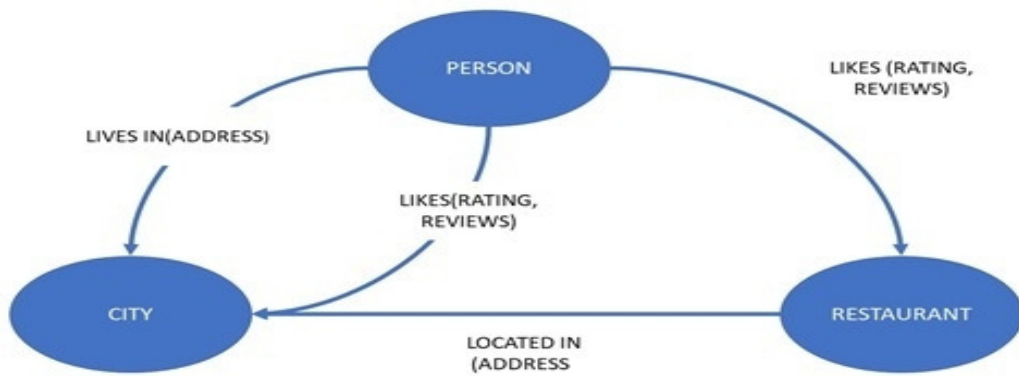 PERSON
LIKES (RATING,
REVIEWS)
LIVES IN(ADDRESS)
LIKES(RATING,
REVIEWS)
CITY
RESTAURANT
LOCATED IN
(ADDRESS